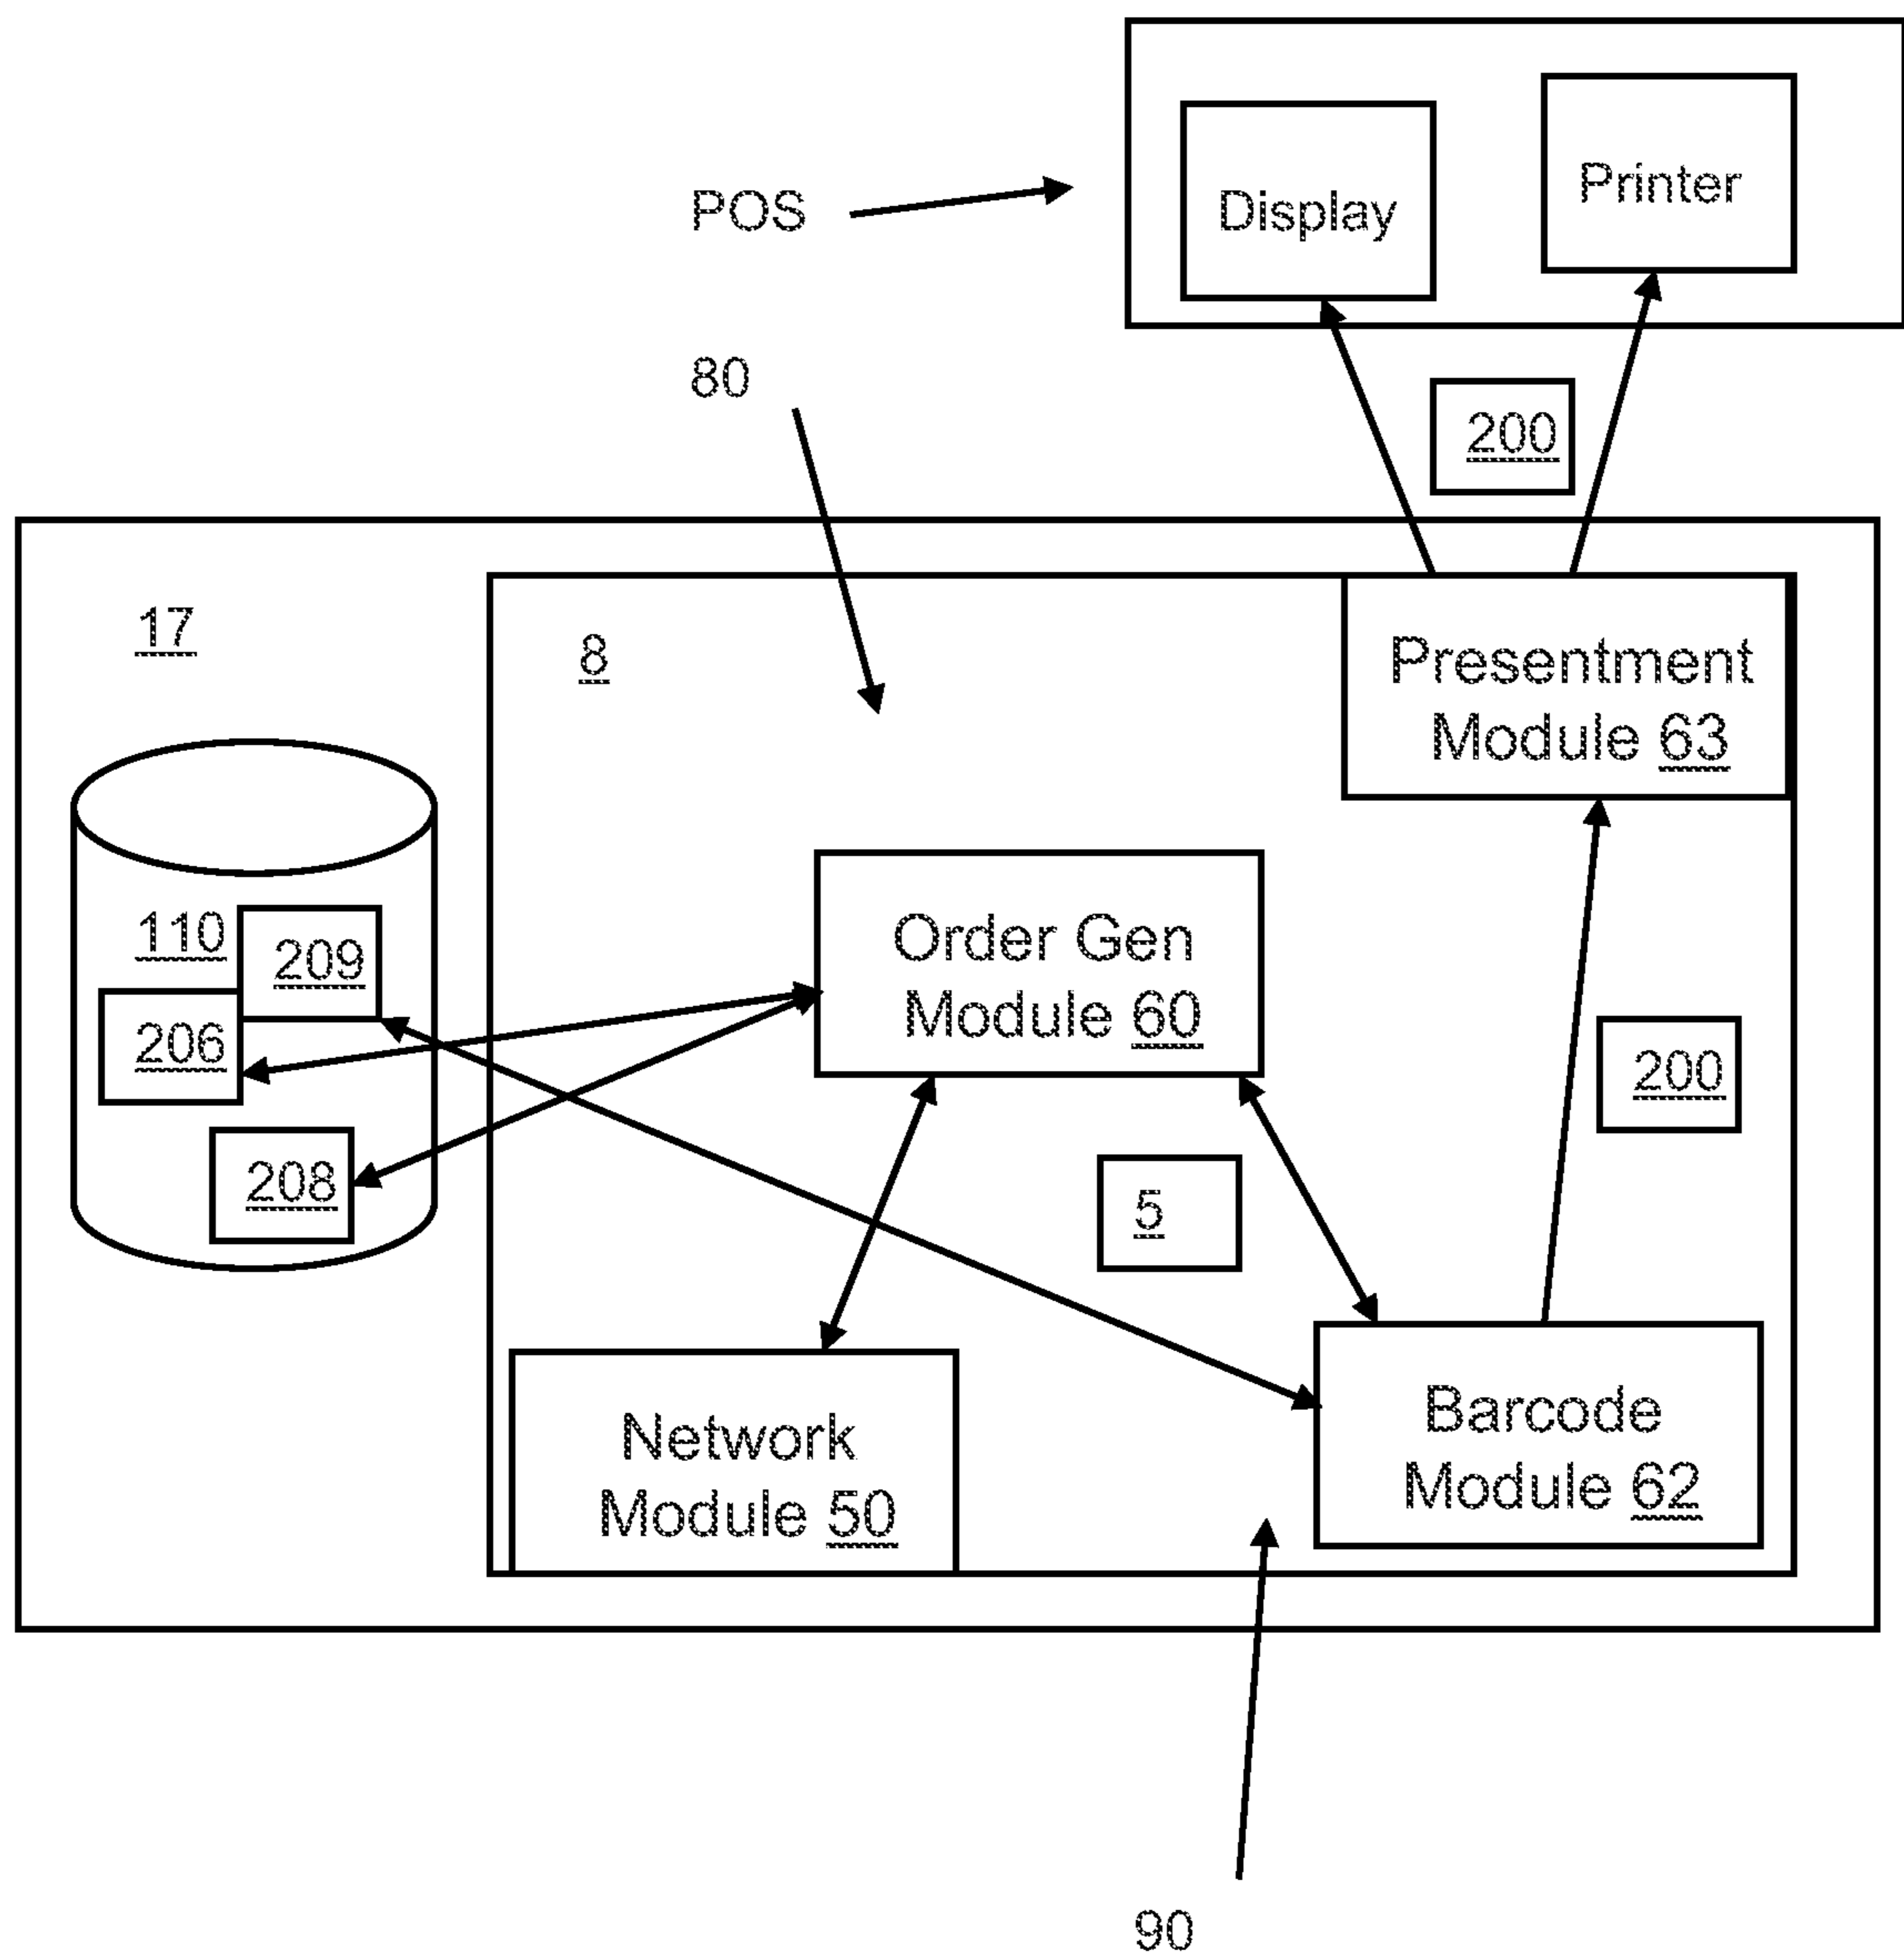 Printer
Display
POS
80
200
17
8
Presentment
Module 63
110
209
Order Gen
Module 60
206
200
208
5
Barcode
Module 62
Network
Module 50
90